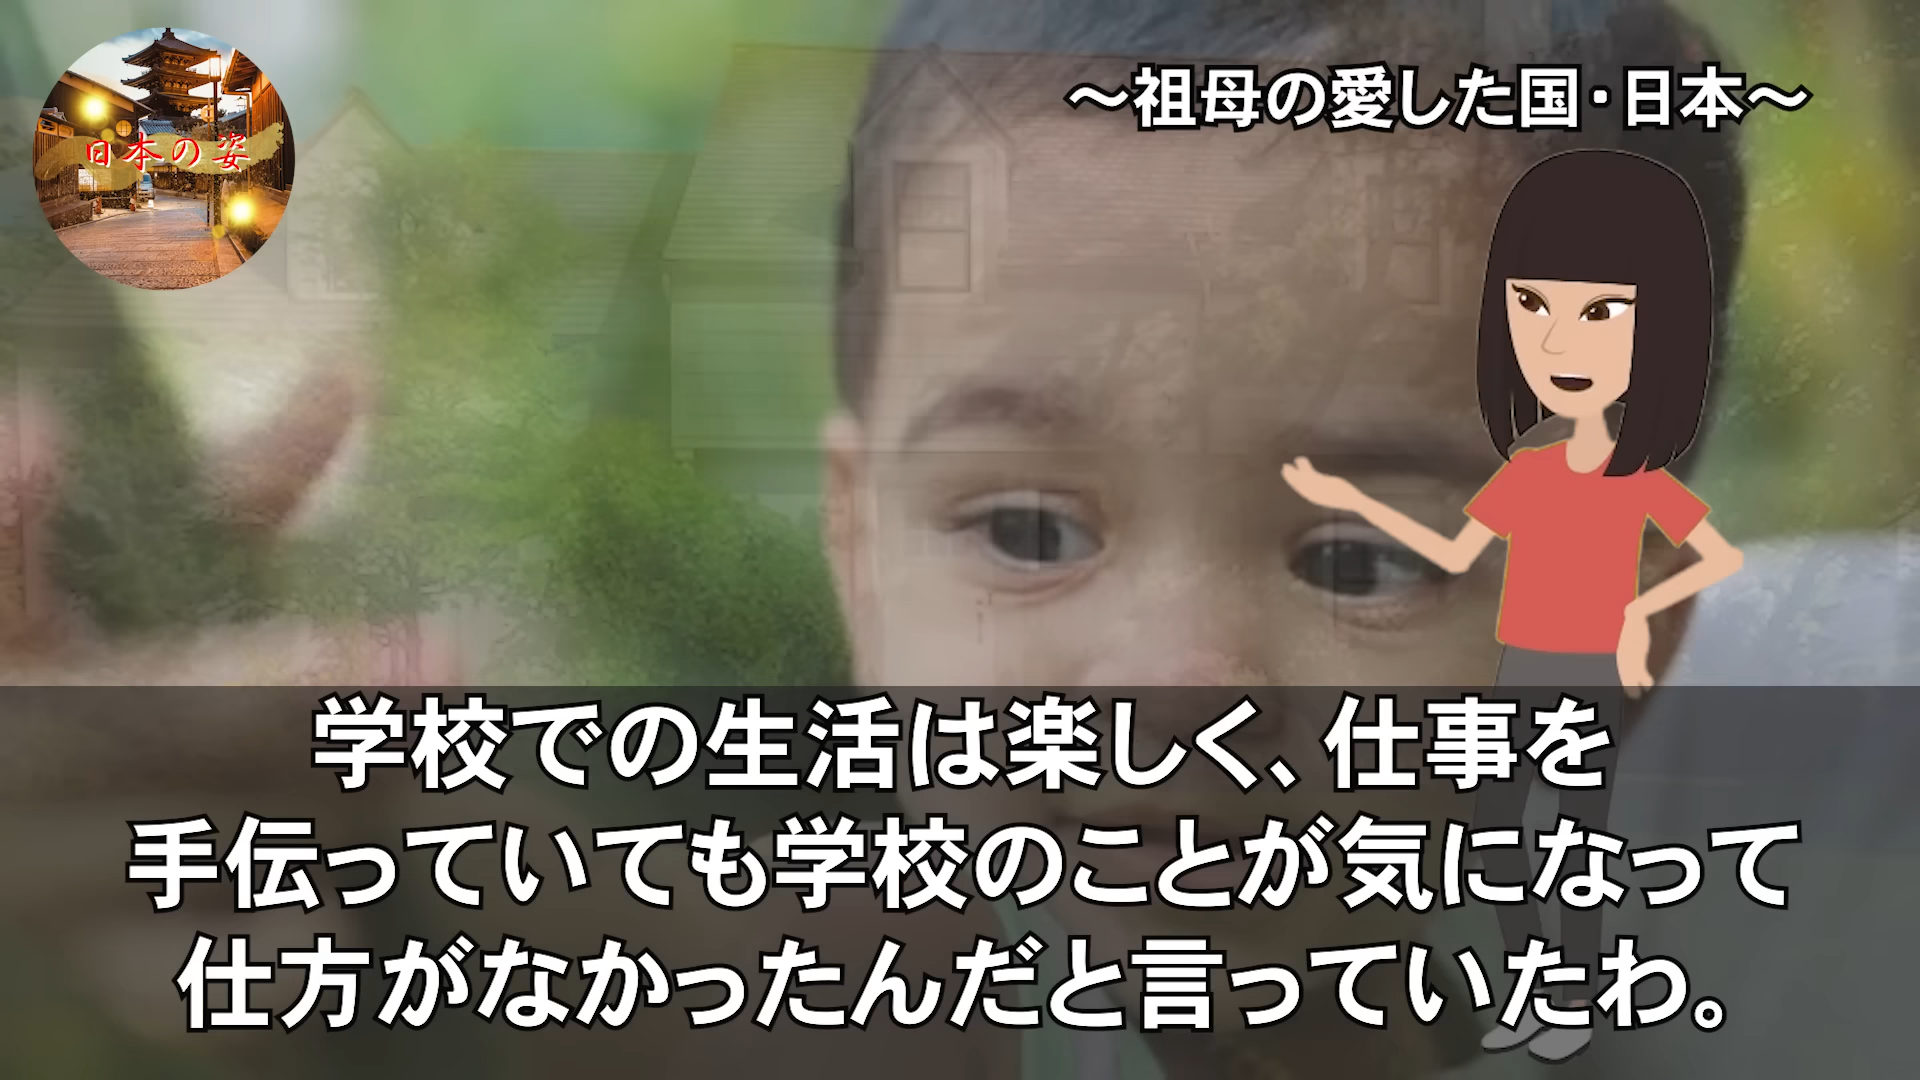 日本の姿
～祖母の愛した国・日本～
学校での生活は楽しく、仕事を
手伝っていても学校のことが気になって
仕方がなかったんだと言っていたわ。